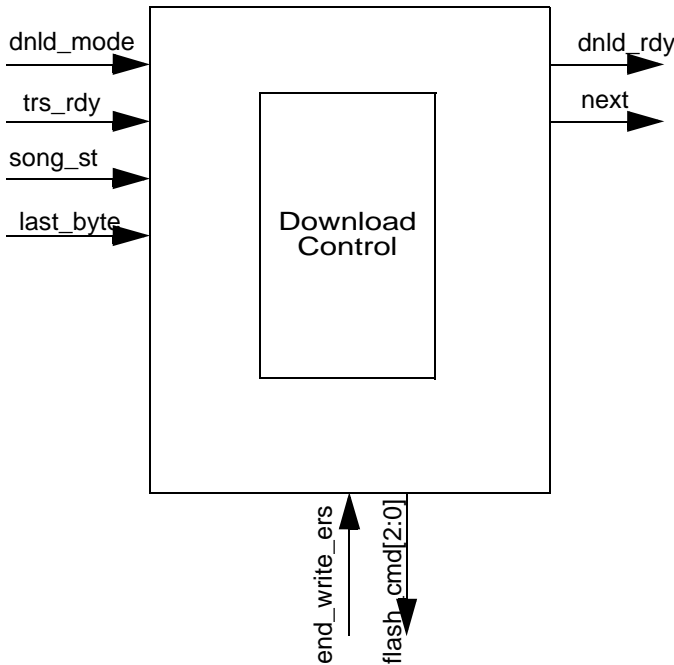 dnld_mode
dnld_rdy
trs_rdy
next
song_st
last_byte
Download
Control
end_write_ers
flash_cmd[2:0]